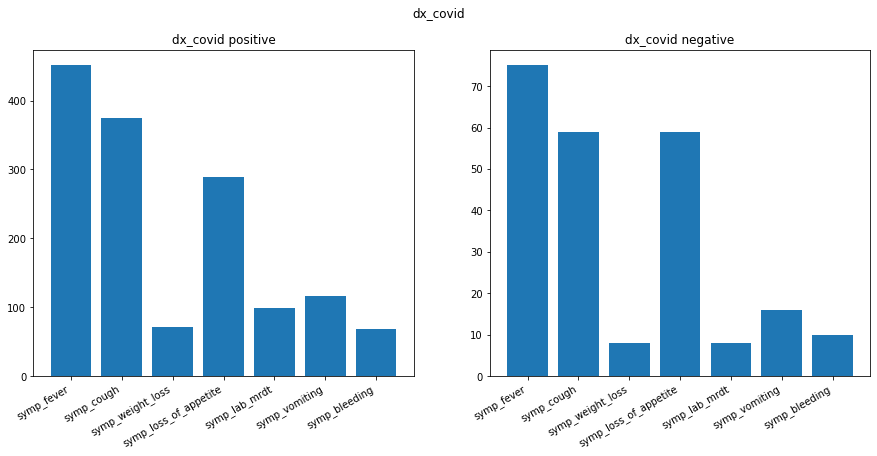 dx_covid
dx_covid positive
400
300
200
100
0
symp_fever
symp_cough
symp_weight_loss
symp_loss_of_appetite
symp_lab_mrdt
symp_vomiting
symp_bleeding
dx_covid negative
70
60
50
40
30
20
10
0
symp_fever
symp_cough
symp_weight_loss
symp_loss_of_appetite
symp_lab_mrdt
symp_vomiting
symp_bleeding